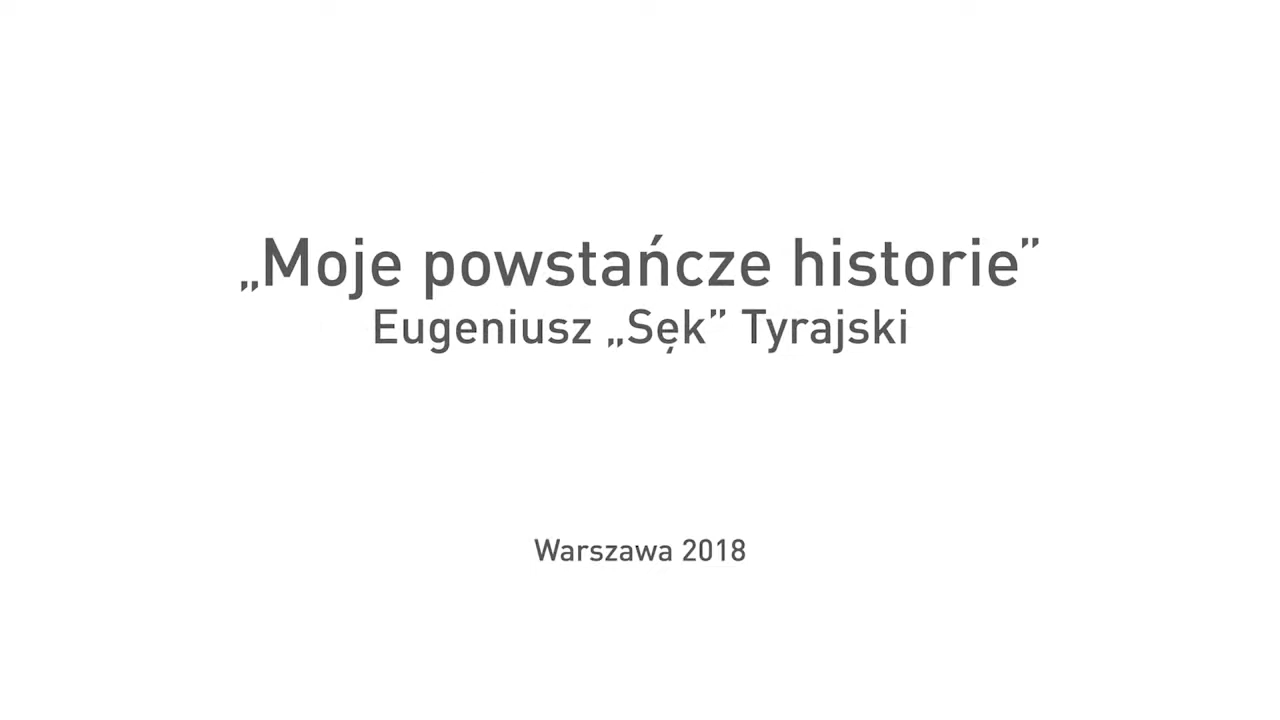 „Moje powstańcze historie”
Eugeniusz „Sęk” Tyrajski
Warszawa 2018